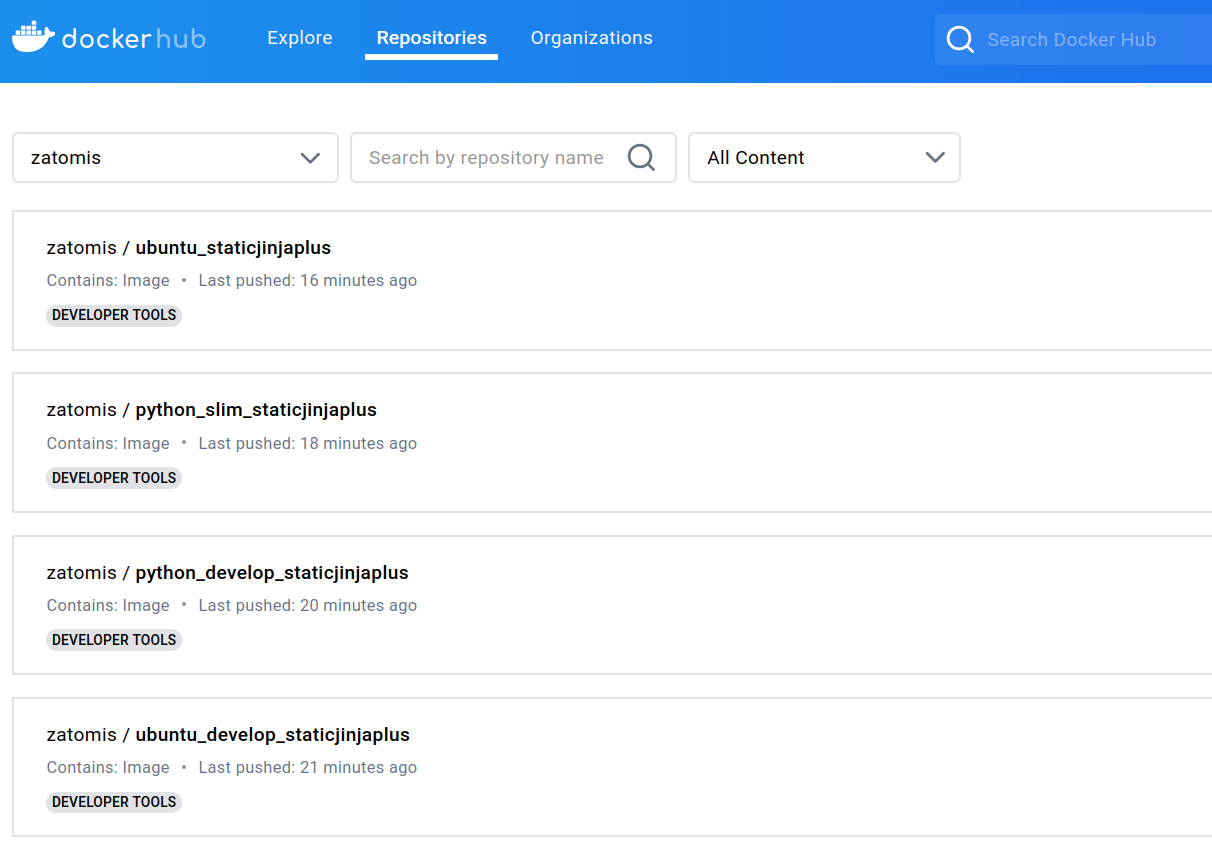 docker hub Explore Repositories Organizations Search Docker Hub
zatomis Search by repository name All Content
zatomis / ubuntu_staticjinjaplus
Contains: Image • Last pushed: 16 minutes ago
DEVELOPER TOOLS
zatomis / python_slim_staticjinjaplus
Contains: Image • Last pushed: 18 minutes ago
DEVELOPER TOOLS
zatomis / python_develop_staticjinjaplus
Contains: Image • Last pushed: 20 minutes ago
DEVELOPER TOOLS
zatomis / ubuntu_develop_staticjinjaplus
Contains: Image • Last pushed: 21 minutes ago
DEVELOPER TOOLS